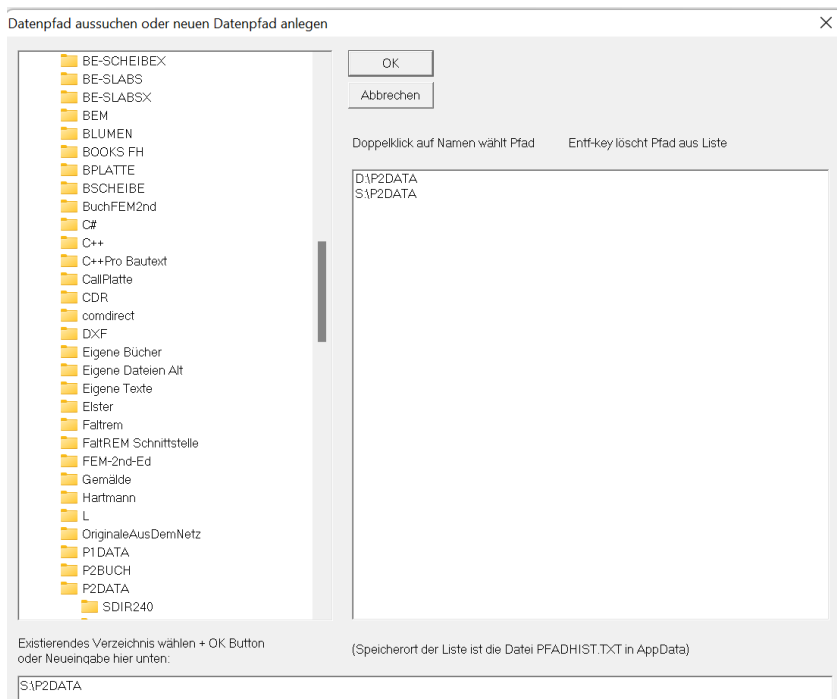 Datenpfad aussuchen oder neuen Datenpfad anlegen
BE-SCHEIBEX
BE-SLABS
BE-SLABSX
BEM
BLUMEN
BOOKS FH
BPLATTE
BSCHEIBE
BuchFEM2nd
C#
C++
C++Pro Bautext
CallPlatte
CDR
comdirect
DXF
Eigene Bücher
Eigene Dateien Alt
Eigene Texte
Elster
Faltrem
FaltREM Schnittstelle
FEM-2nd-Ed
Gemälde
Hartmann
L
OriginaleAusDemNetz
P1DATA
P2BUCH
P2DATA
SDIR240
OK
Abbrechen
Doppelklick auf Namen wählt Pfad
Entf-key löscht Pfad aus Liste
D:\P2DATA
S:\P2DATA
Existierendes Verzeichnis wählen + OK Button
oder Neueingabe hier unten:
(Speicherort der Liste ist die Datei PFADHIST.TXT in AppData)
S:\P2DATA